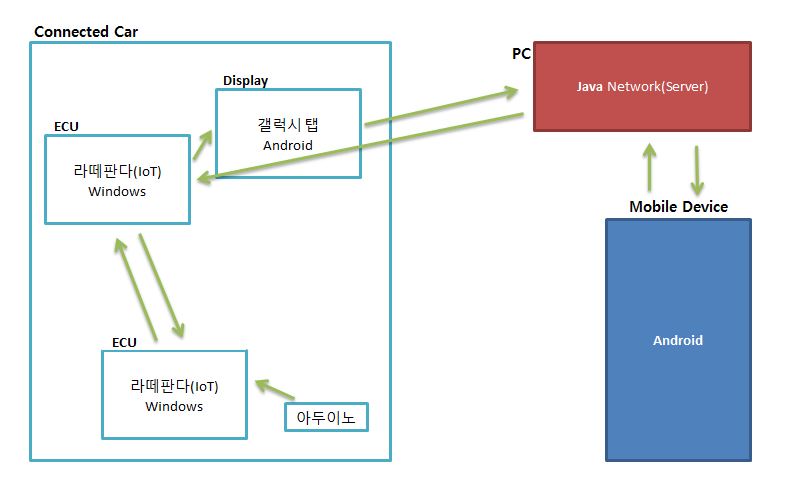 Connected Car
Display
갤럭시 탭
Android
ECU
라떼판다(IoT)
Windows
ECU
라떼판다(IoT)
Windows
아두이노
PC
Java Network(Server)
Mobile Device
Android